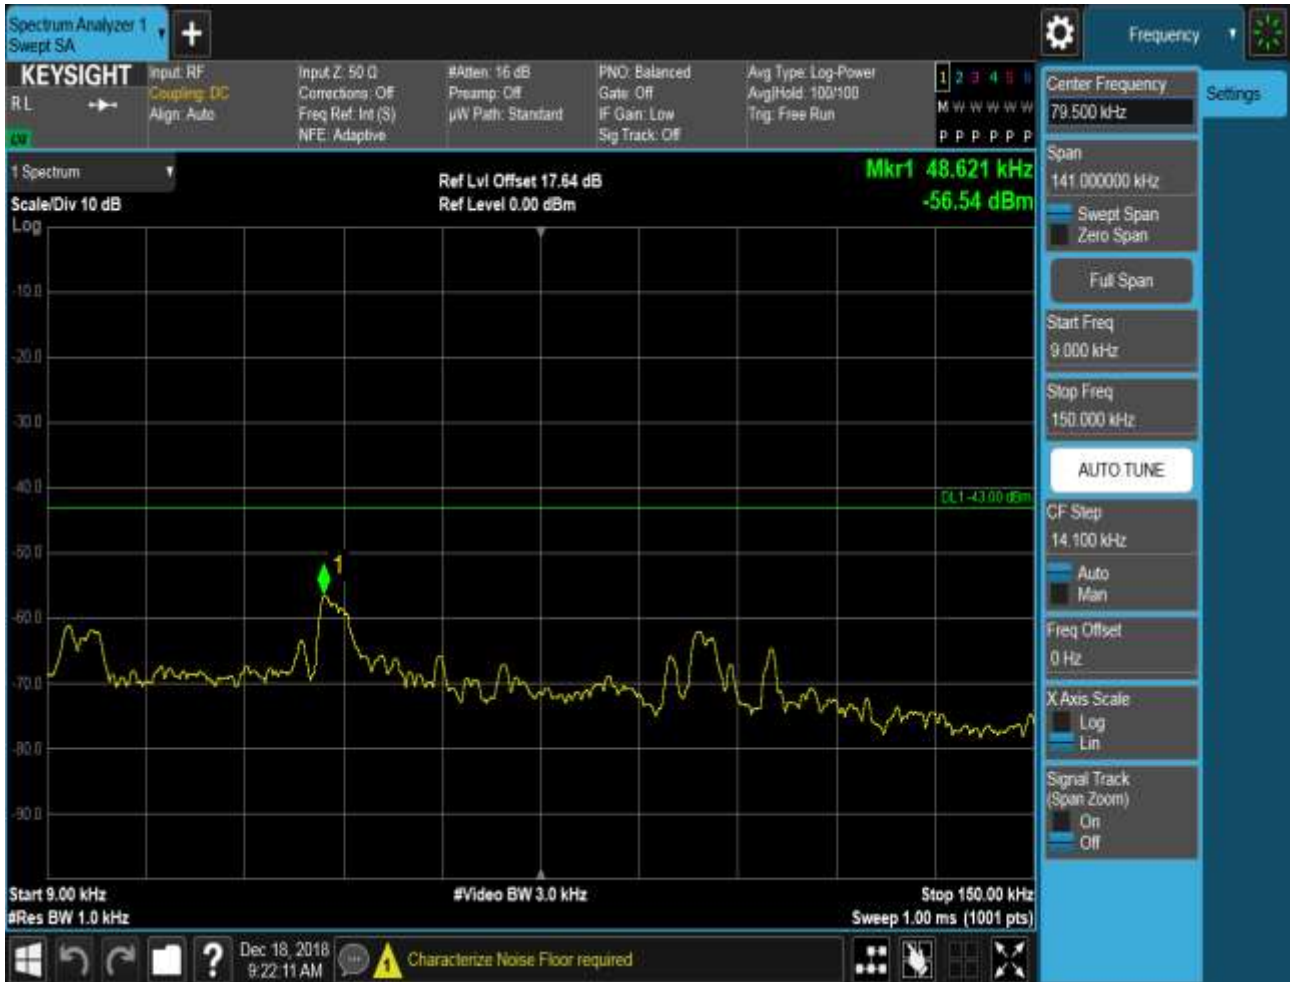 Spectrum Analyzer 1
Swept SA
+
Frequency
KEYSIGHT
R L
Input: RF
Coupling: DC
Align: Auto
Input Z: 50 Ω
Corrections: Off
Freq Ref: Int (S)
NFE: Adaptive
#Atten: 16 dB
Preamp: Off
µW Path: Standard
PNO: Balanced
Gate: Off
IF Gain: Low
Sig Track: Off
Avg Type: Log-Power
Avg|Hold: 100/100
Trig: Free Run
1 2 3 4 5 6
M W W W W W
P P P P P P
1 Spectrum
Scale/Div 10 dB
Log
Ref Lvl Offset 17.64 dB
Ref Level 0.00 dBm
Mkr1 48.621 kHz
-56.54 dBm
-10.0
-20.0
-30.0
-40.0
-50.0
-60.0
-70.0
-80.0
-90.0
DL1 -43.00 dBm
1
Start 9.00 kHz
#Res BW 1.0 kHz
#Video BW 3.0 kHz
Stop 150.00 kHz
Sweep 1.00 ms (1001 pts)
Center Frequency
79.500 kHz
Settings
Span
141.000000 kHz
Swept Span
Zero Span
Full Span
Start Freq
9.000 kHz
Stop Freq
150.000 kHz
AUTO TUNE
CF Step
14.100 kHz
Auto
Man
Freq Offset
0 Hz
X Axis Scale
Log
Lin
Signal Track
(Span Zoom)
On
Off
?
Dec 18, 2018
9:22:11 AM
Characterize Noise Floor required